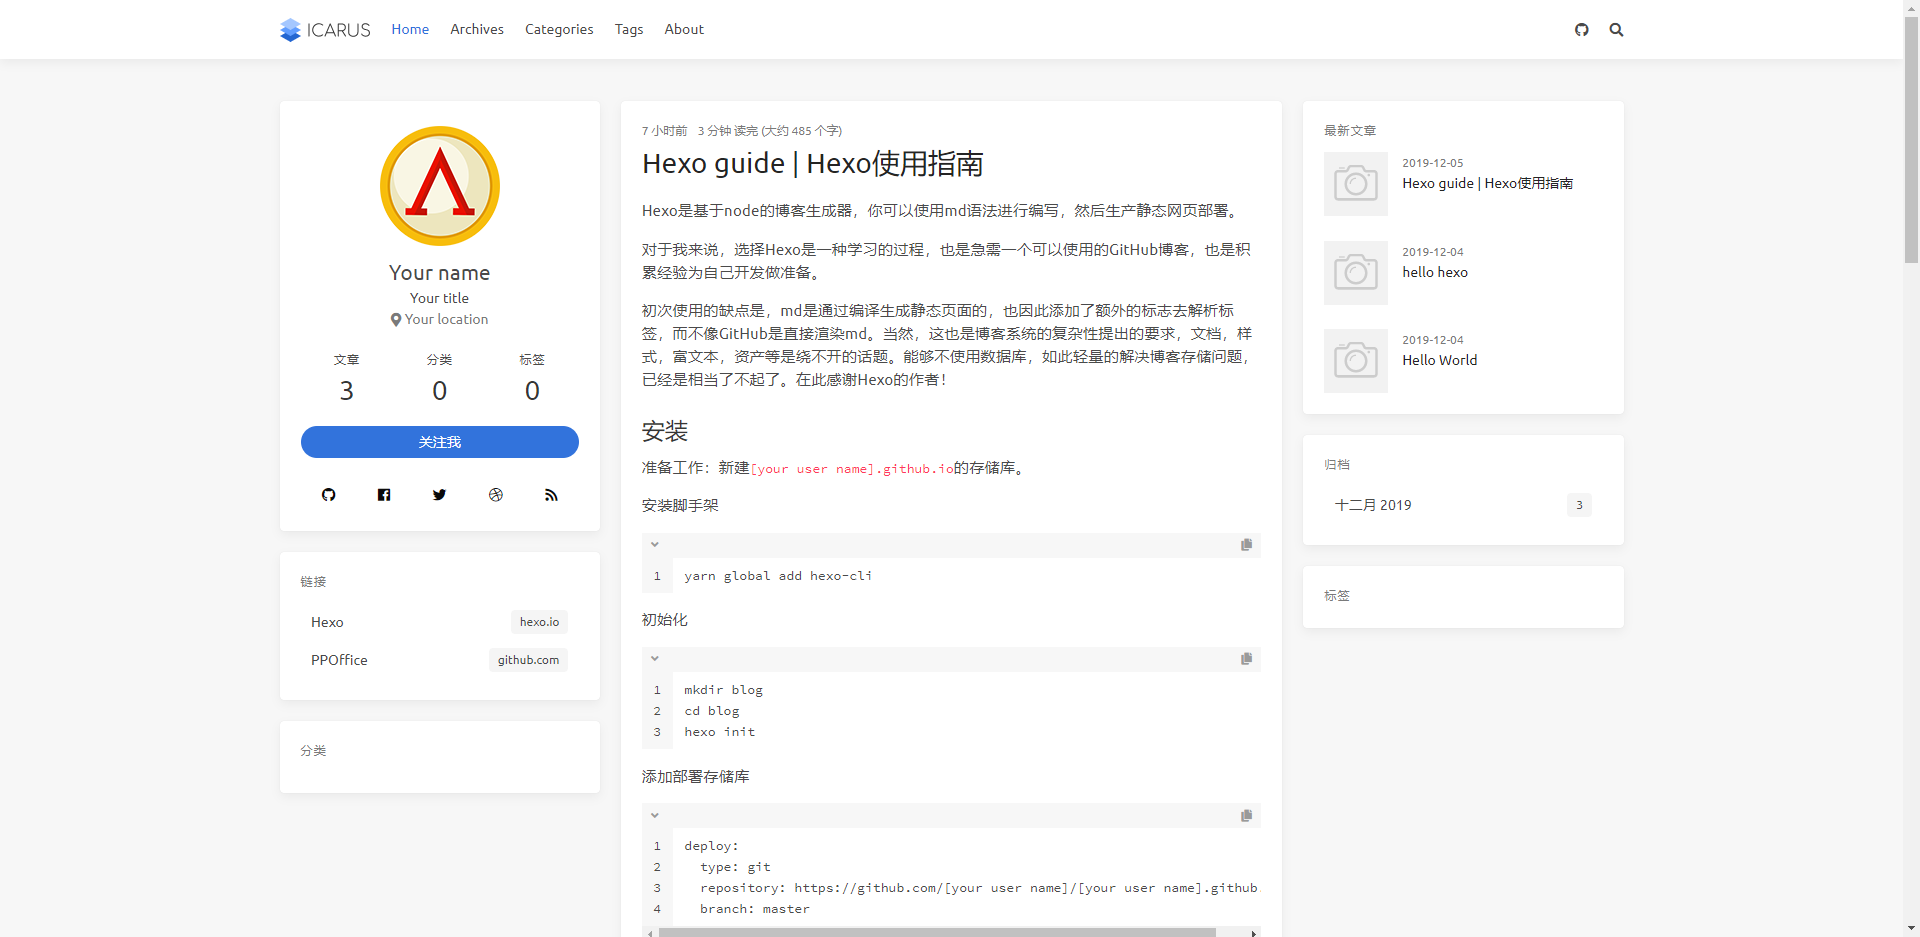 ICARUS Home Archives Categories Tags About
Your name
Your title
Your location
文章 分类 标签
3 0 0
关注我
链接
Hexo hexo.io
PPOffice github.com
分类
7 小时前 3 分钟 读完 (大约 485 个字)
Hexo guide | Hexo使用指南
Hexo是基于node的博客生成器，你可以使用md语法进行编写，然后生产静态网页部署。
对于我来说，选择Hexo是一种学习的过程，也是急需一个可以使用的GitHub博客，也是积
累经验为自己开发做准备。
初次使用的缺点是，md是通过编译生成静态页面的，也因此添加了额外的标志去解析标
签，而不像GitHub是直接渲染md。当然，这也是博客系统的复杂性提出的要求，文档，样
式，富文本，资产等是绕不开的话题。能够不使用数据库，如此轻量的解决博客存储问题，
已经是相当了不起了。在此感谢Hexo的作者！
安装
准备工作：新建[your user name].github.io的存储库。
安装脚手架
1 yarn global add hexo-cli
初始化
1 mkdir blog
2 cd blog
3 hexo init
添加部署存储库
1 deploy:
2 type: git
3 repository: https://github.com/[your user name]/[your user name].github.
4 branch: master
最新文章
2019-12-05
Hexo guide | Hexo使用指南
2019-12-04
hello hexo
2019-12-04
Hello World
归档
十二月 2019 3
标签